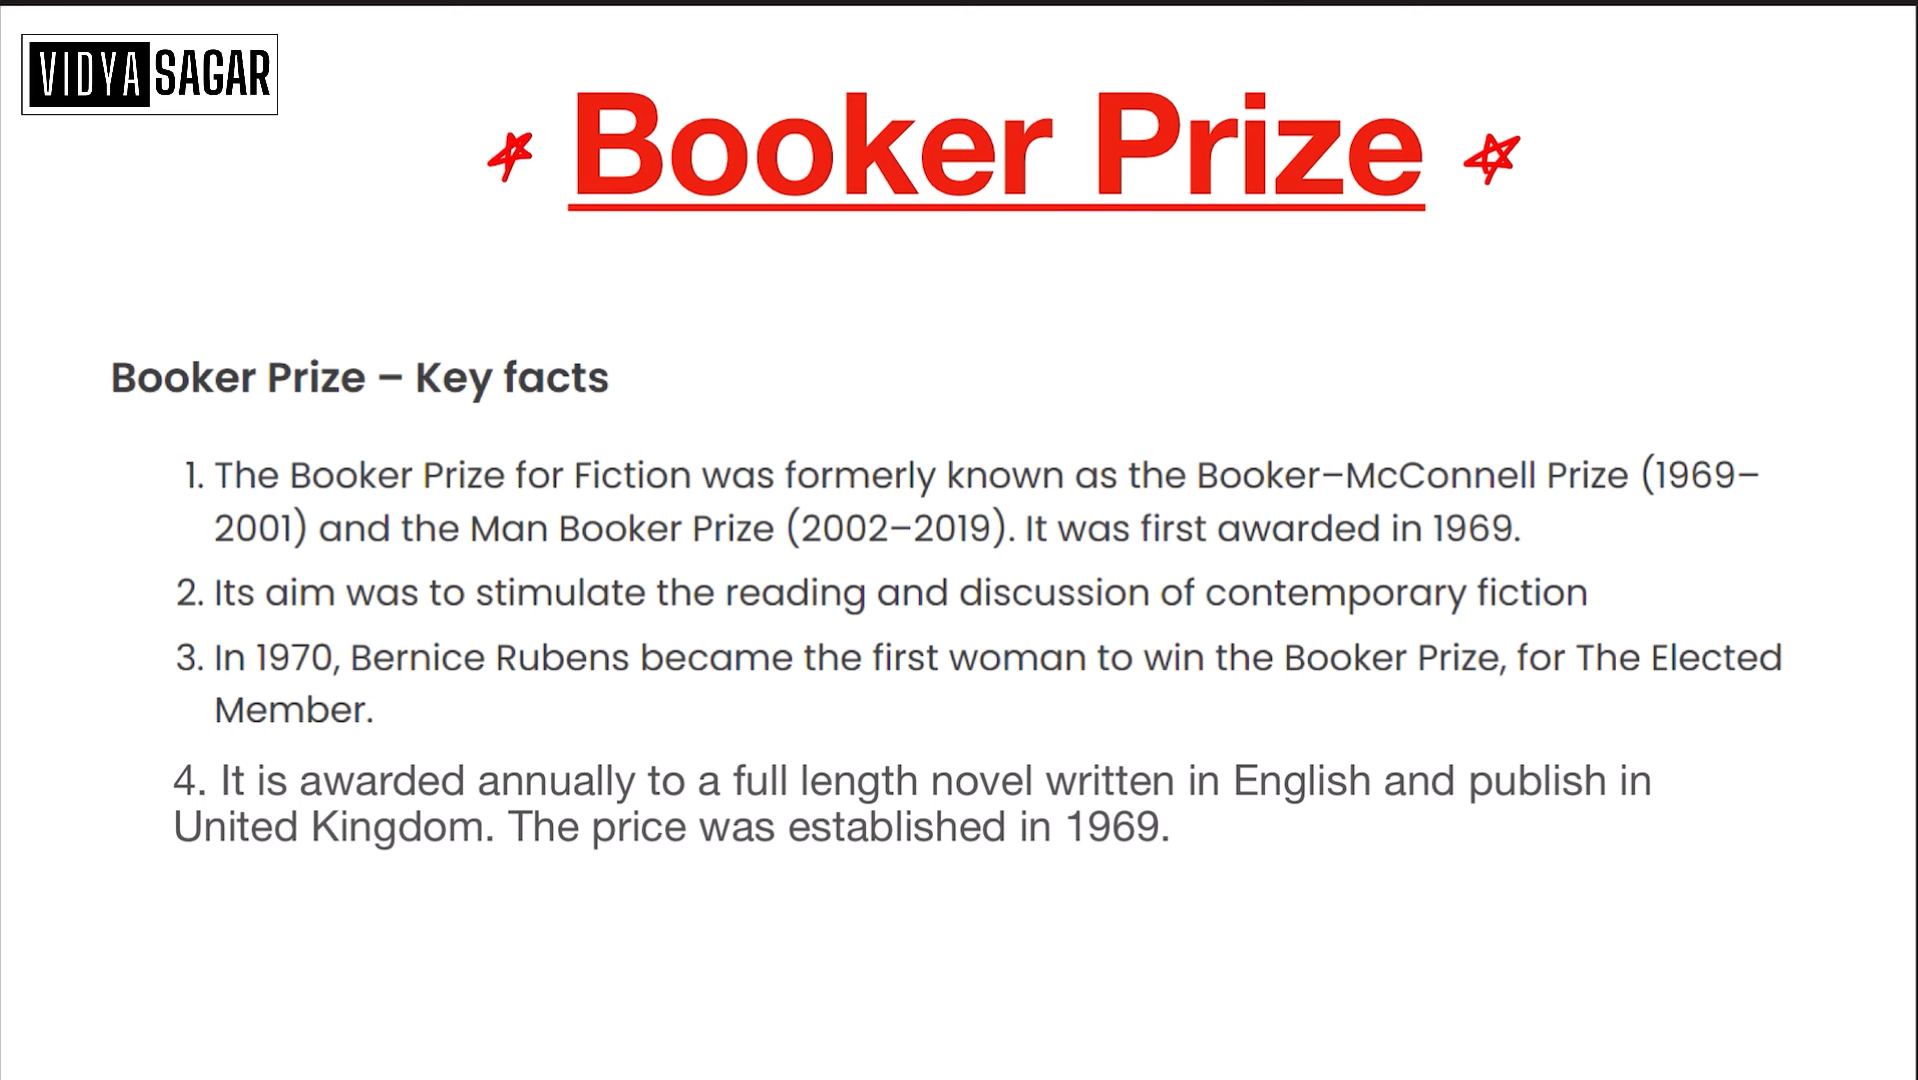 VIDYA SAGAR
Booker Prize
Booker Prize – Key facts
1. The Booker Prize for Fiction was formerly known as the Booker–McConnell Prize (1969–
2001) and the Man Booker Prize (2002–2019). It was first awarded in 1969.
2. Its aim was to stimulate the reading and discussion of contemporary fiction
3. In 1970, Bernice Rubens became the first woman to win the Booker Prize, for The Elected
Member.
4. It is awarded annually to a full length novel written in English and publish in
United Kingdom. The price was established in 1969.